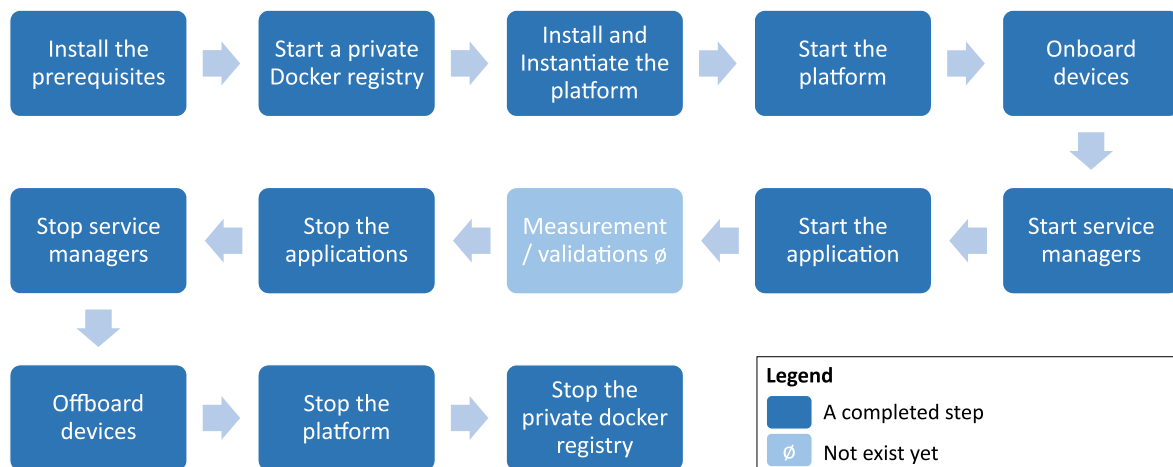 Install the
prerequisites
Start a private
Docker registry
Install and
Instantiate the
platform
Start the
platform
Onboard
devices
Start service
managers
Start the
application
Measurement
/ validations ø
Stop the
applications
Stop service
managers
Offboard
devices
Stop the
platform
Stop the
private docker
registry
Legend
A completed step
ø Not exist yet